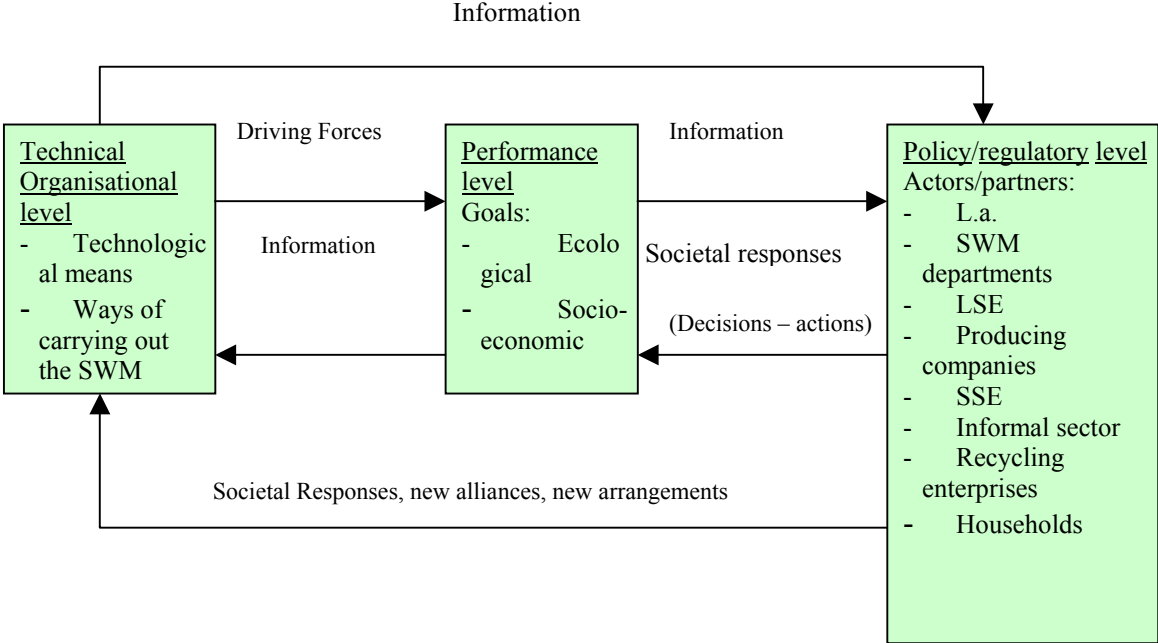 Information
Driving Forces
Information
Technical
Organisational
level
- Technologic
al means
- Ways of
carrying out
the SWM
Information
Performance
level
Goals:
- Ecolo
gical
- Socio-
economic
Societal responses
(Decisions – actions)
Policy/regulatory level
Actors/partners:
- L.a.
- SWM
departments
- LSE
- Producing
companies
- SSE
- Informal sector
- Recycling
enterprises
- Households
Societal Responses, new alliances, new arrangements